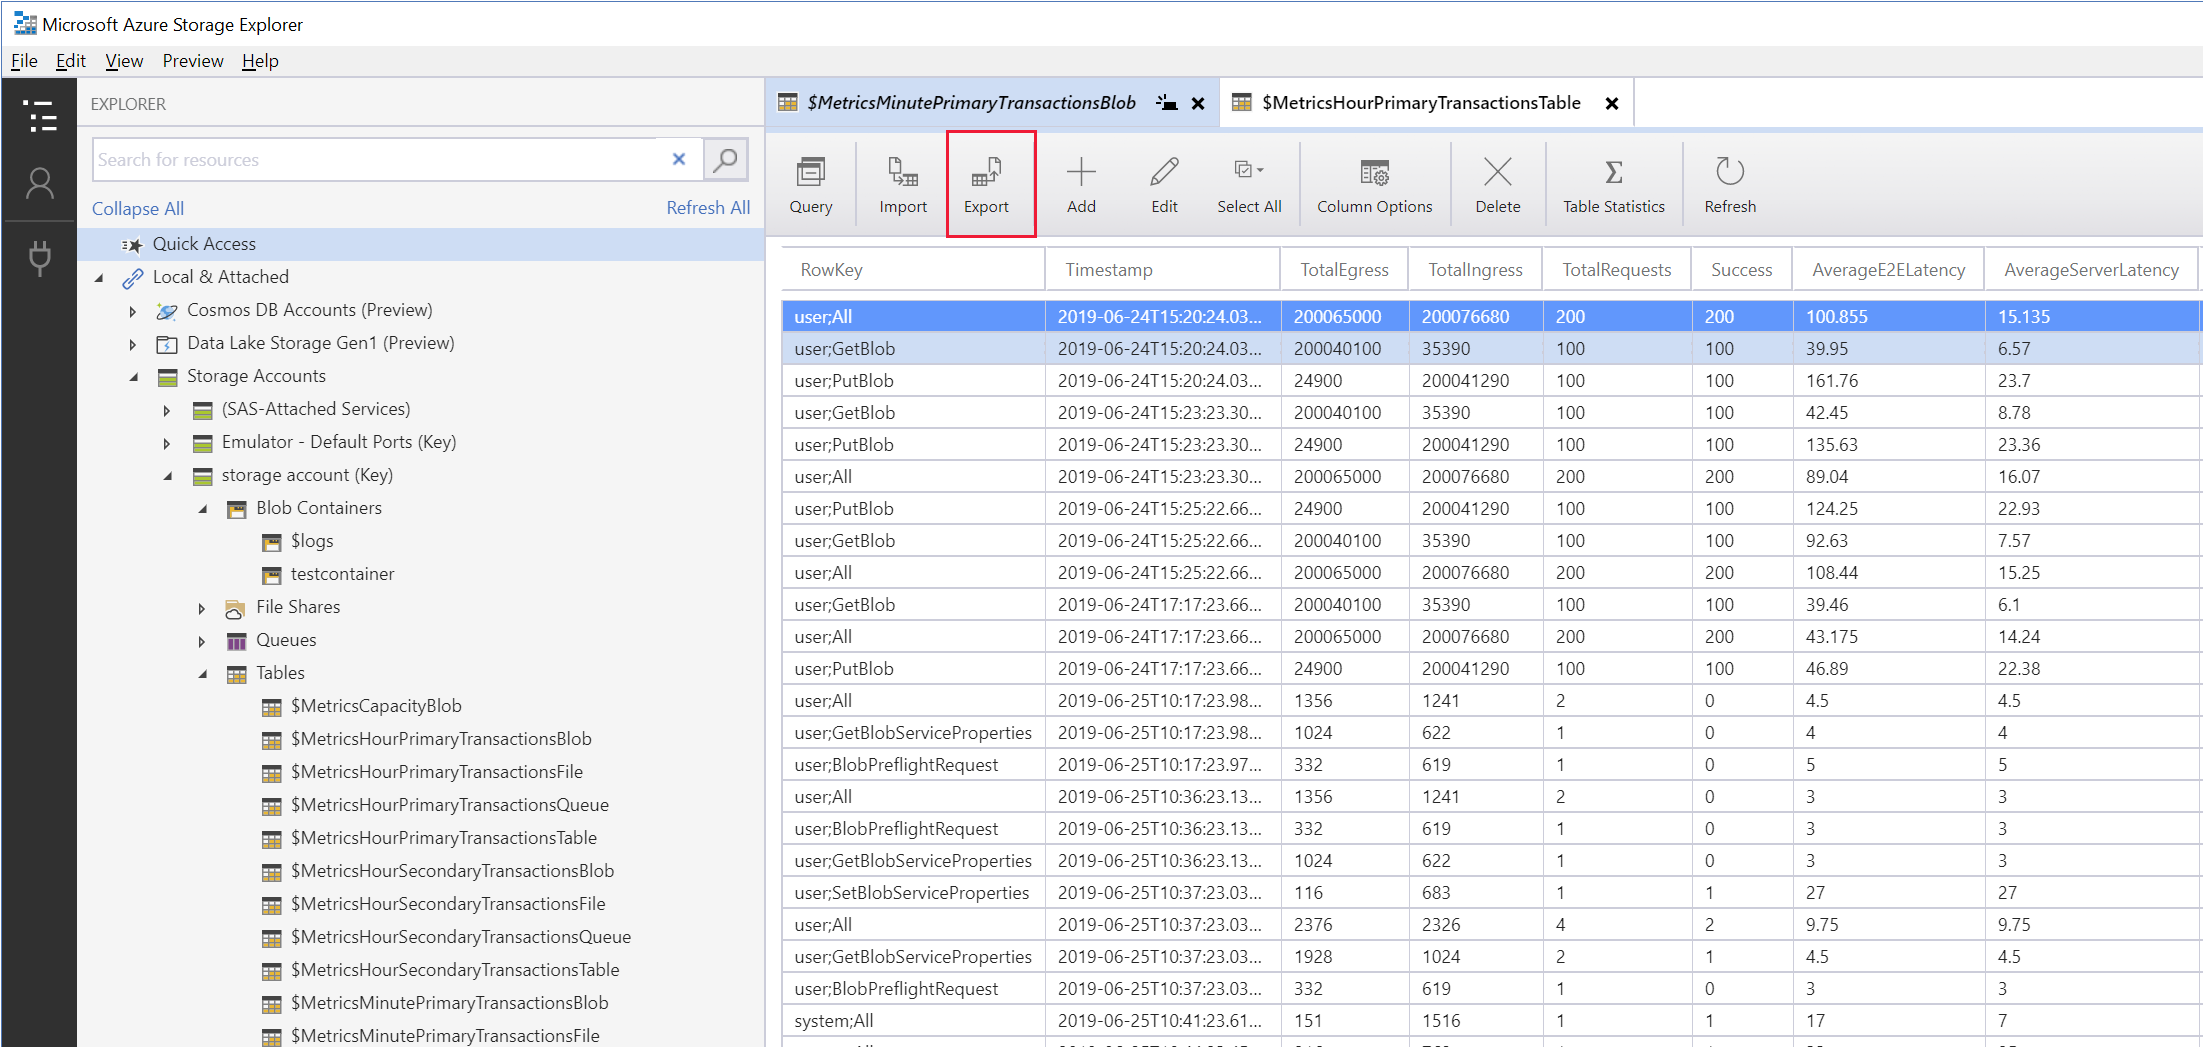 Microsoft Azure Storage Explorer
File Edit View Preview Help
EXPLORER
Search for resources
Collapse All Refresh All
Quick Access
Local & Attached
Cosmos DB Accounts (Preview)
Data Lake Storage Gen1 (Preview)
Storage Accounts
(SAS-Attached Services)
Emulator - Default Ports (Key)
storage account (Key)
Blob Containers
$logs
testcontainer
File Shares
Queues
Tables
$MetricsCapacityBlob
$MetricsHourPrimaryTransactionsBlob
$MetricsHourPrimaryTransactionsFile
$MetricsHourPrimaryTransactionsQueue
$MetricsHourPrimaryTransactionsTable
$MetricsHourSecondaryTransactionsBlob
$MetricsHourSecondaryTransactionsFile
$MetricsHourSecondaryTransactionsQueue
$MetricsHourSecondaryTransactionsTable
$MetricsMinutePrimaryTransactionsBlob
$MetricsMinutePrimaryTransactionsFile
$MetricsMinutePrimaryTransactionsBlob $MetricsHourPrimaryTransactionsTable
Query Import Export Add Edit Select All Column Options Delete Table Statistics Refresh
RowKey Timestamp TotalEgress TotalIngress TotalRequests Success AverageE2ELatency AverageServerLatency
user;All 2019-06-24T15:20:24.03... 200065000 200076680 200 200 100.855 15.135
user;GetBlob 2019-06-24T15:20:24.03... 200040100 35390 100 100 39.95 6.57
user;PutBlob 2019-06-24T15:20:24.03... 24900 200041290 100 100 161.76 23.7
user;GetBlob 2019-06-24T15:23:23.30... 200040100 35390 100 100 42.45 8.78
user;PutBlob 2019-06-24T15:23:23.30... 24900 200041290 100 100 135.63 23.36
user;All 2019-06-24T15:23:23.30... 200065000 200076680 200 200 89.04 16.07
user;PutBlob 2019-06-24T15:25:22.66... 24900 200041290 100 100 124.25 22.93
user;GetBlob 2019-06-24T15:25:22.66... 200040100 35390 100 100 92.63 7.57
user;All 2019-06-24T15:25:22.66... 200065000 200076680 200 200 108.44 15.25
user;GetBlob 2019-06-24T17:17:23.66... 200040100 35390 100 100 39.46 6.1
user;All 2019-06-24T17:17:23.66... 200065000 200076680 200 200 43.175 14.24
user;PutBlob 2019-06-24T17:17:23.66... 24900 200041290 100 100 46.89 22.38
user;All 2019-06-25T10:17:23.98... 1356 1241 2 0 4.5 4.5
user;GetBlobServiceProperties 2019-06-25T10:17:23.98... 1024 622 1 0 4 4
user;BlobPreflightRequest 2019-06-25T10:17:23.97... 332 619 1 0 5 5
user;All 2019-06-25T10:36:23.13... 1356 1241 2 0 3 3
user;BlobPreflightRequest 2019-06-25T10:36:23.13... 332 619 1 0 3 3
user;GetBlobServiceProperties 2019-06-25T10:36:23.13... 1024 622 1 0 3 3
user;SetBlobServiceProperties 2019-06-25T10:37:23.03... 116 683 1 1 27 27
user;All 2019-06-25T10:37:23.03... 2376 2326 4 2 9.75 9.75
user;GetBlobServiceProperties 2019-06-25T10:37:23.03... 1928 1024 2 1 4.5 4.5
user;BlobPreflightRequest 2019-06-25T10:37:23.03... 332 619 1 0 3 3
system;All 2019-06-25T10:41:23.61... 151 1516 1 1 17 7